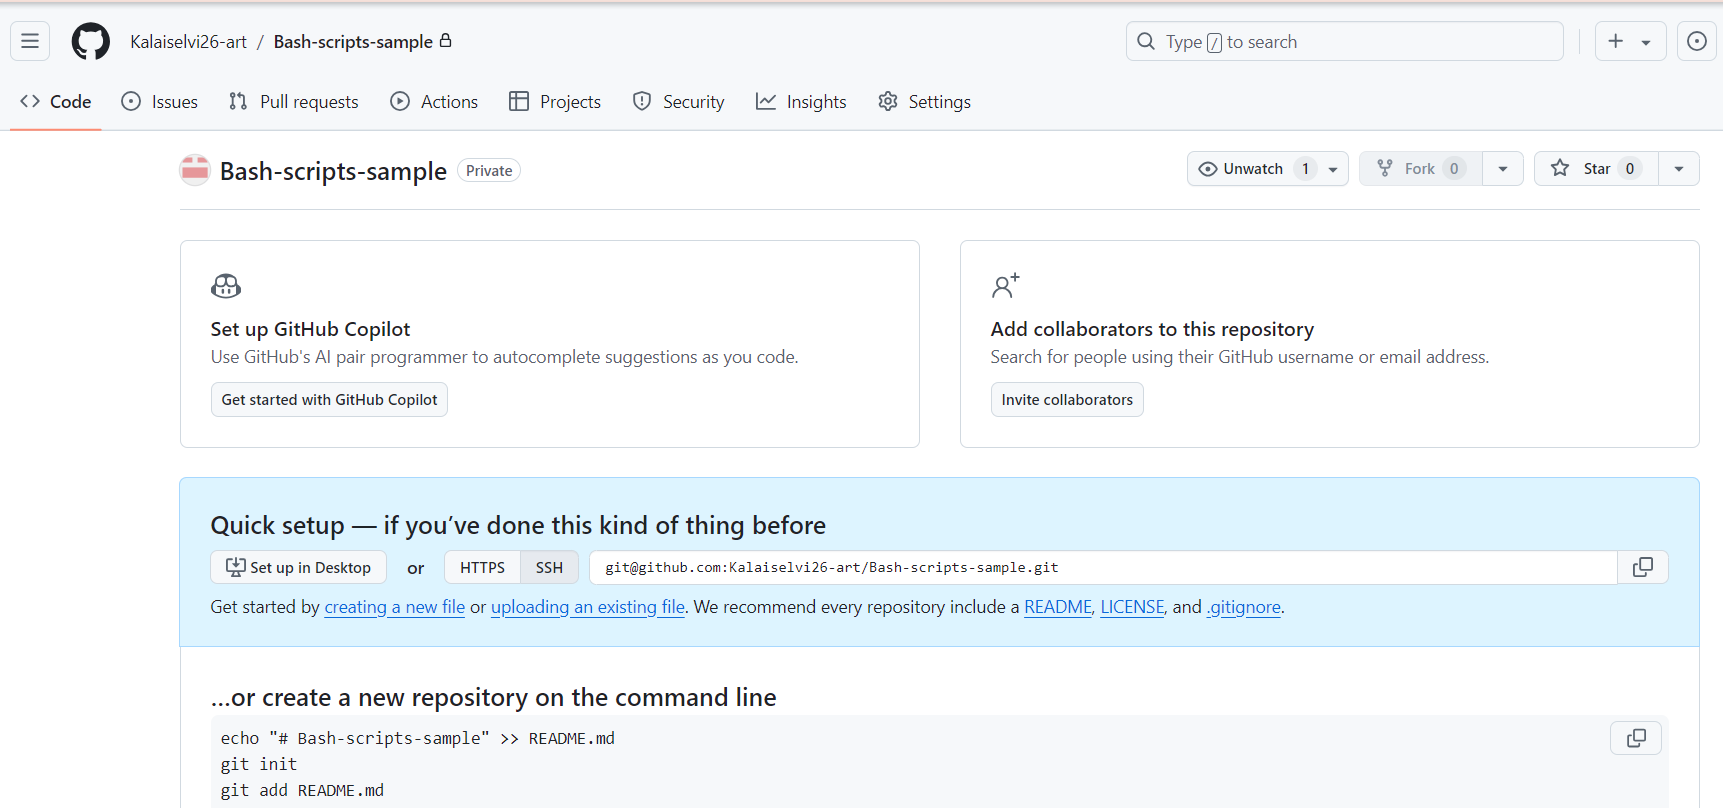 Kalaiselvi26-art / Bash-scripts-sample
Type / to search
Code Issues Pull requests Actions Projects Security Insights Settings
Bash-scripts-sample Private
Unwatch 1 Fork 0 Star 0
Set up GitHub Copilot
Use GitHub's AI pair programmer to autocomplete suggestions as you code.
Get started with GitHub Copilot
Add collaborators to this repository
Search for people using their GitHub username or email address.
Invite collaborators
Quick setup — if you’ve done this kind of thing before
Set up in Desktop or HTTPS SSH git@github.com:Kalaiselvi26-art/Bash-scripts-sample.git
Get started by creating a new file or uploading an existing file. We recommend every repository include a README, LICENSE, and .gitignore.
…or create a new repository on the command line
echo "# Bash-scripts-sample" >> README.md
git init
git add README.md